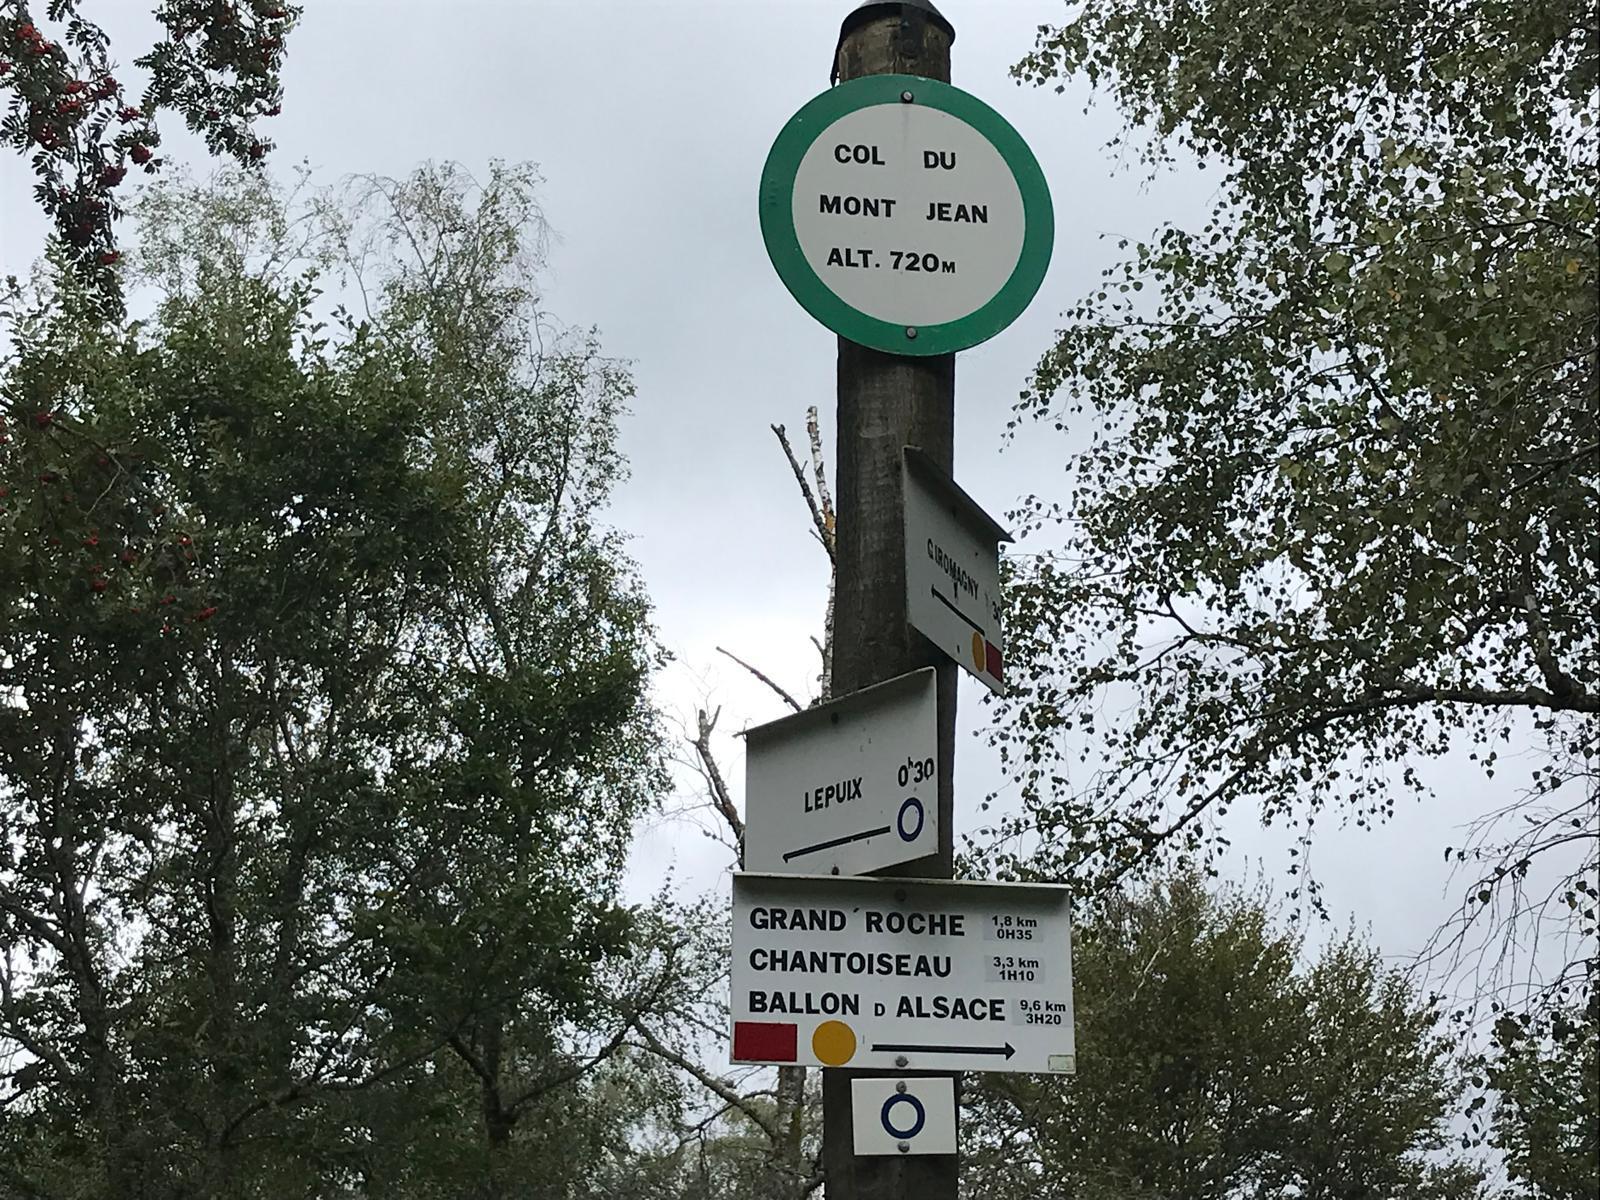 COL DU
MONT JEAN
ALT. 720M
GIROMAGNY
LEPUIX 0h30
GRAND ROCHE 1,8 km 0H35
CHANTOISEAU 3,3 km 1H10
BALLON D ALSACE 9,6 km 3H20